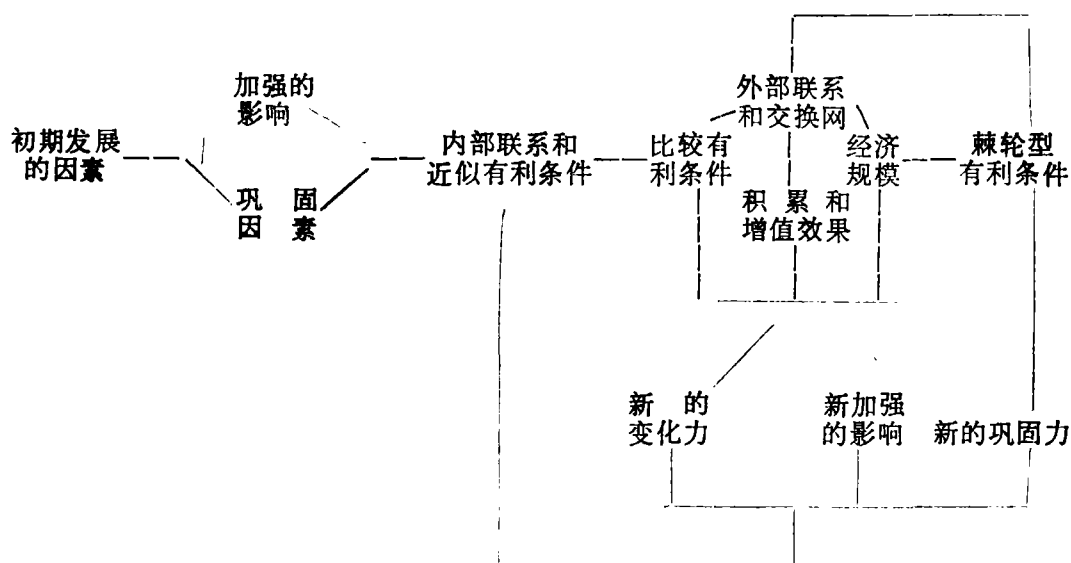 加强的
影响
外部联系
和交换网
初期发展
的因素
内部联系和
近似有利条件
比较有
利条件
经济
规模
棘轮型
有利条件
巩固
因素
积累和
增值效果
新的
变化力
新加强
的影响
新的巩固力